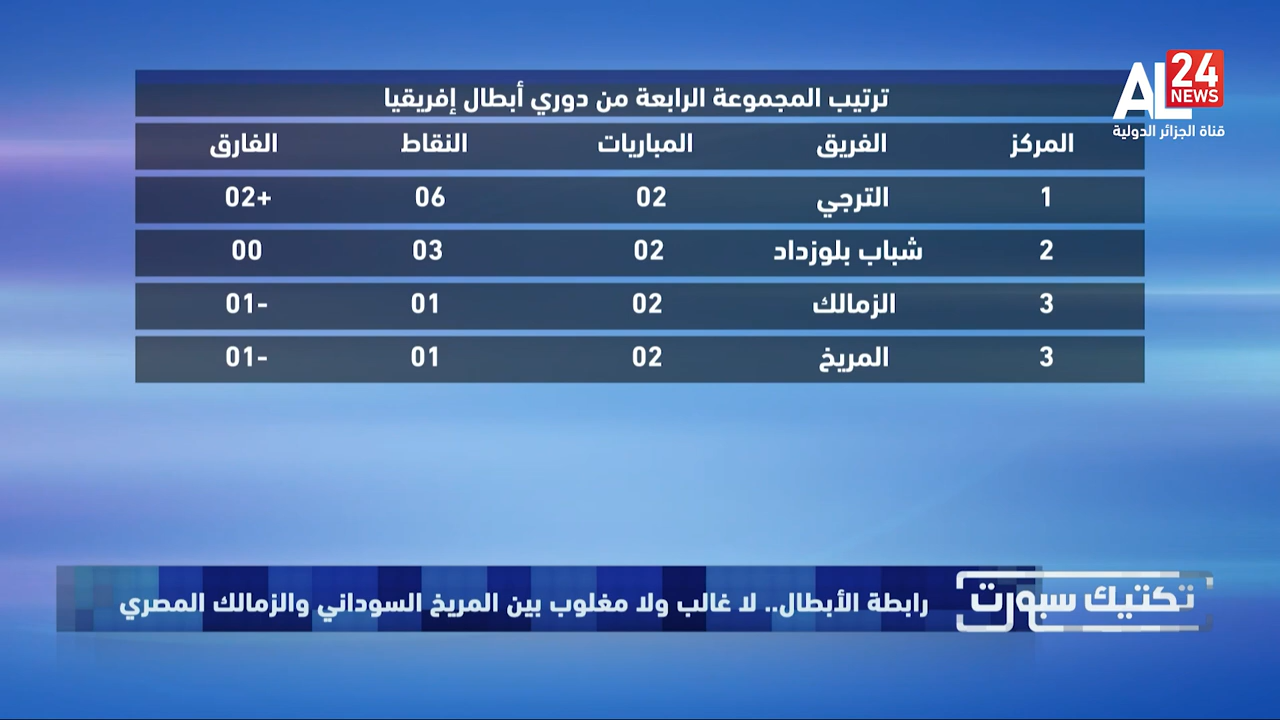 AL
24
NEWS
قناة الجزائر الدولية
ترتيب المجموعة الرابعة من دوري أبطال إفريقيا
المركز الفريق المباريات النقاط الفارق
1 الترجي 02 06 +02
2 شباب بلوزداد 02 03 00
3 الزمالك 02 01 -01
3 المريخ 02 01 -01
تكتيك سبورت
رابطة الأبطال.. لا غالب ولا مغلوب بين المريخ السوداني والزمالك المصري